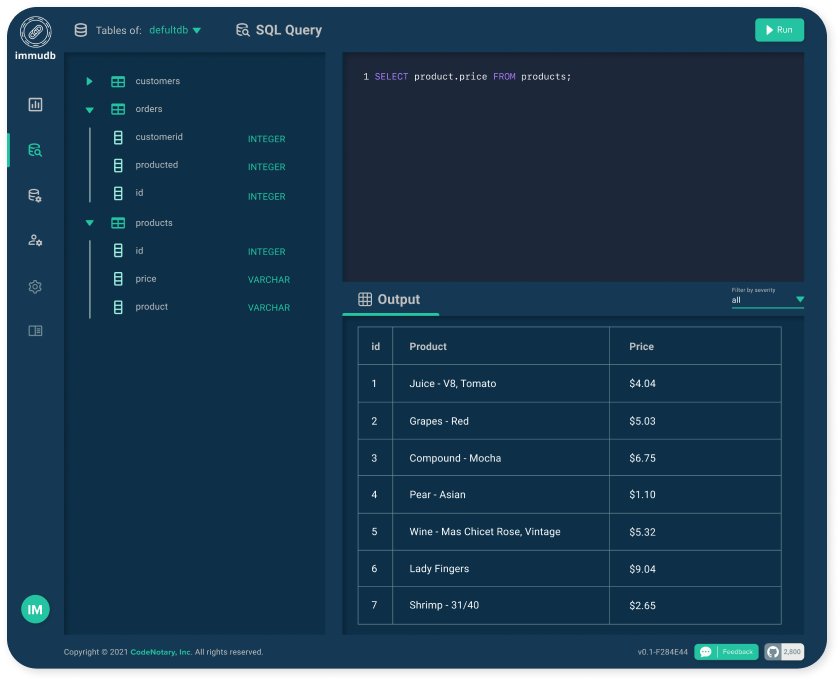 immudb
Tables of: defultdb
SQL Query
Run
customers
orders
customerid INTEGER
producted INTEGER
id INTEGER
products
id INTEGER
price VARCHAR
product VARCHAR
1 SELECT product.price FROM products;
Output
Filter by severity
all
id Product Price
1 Juice - V8, Tomato $4.04
2 Grapes - Red $5.03
3 Compound - Mocha $6.75
4 Pear - Asian $1.10
5 Wine - Mas Chicet Rose, Vintage $5.32
6 Lady Fingers $9.04
7 Shrimp - 31/40 $2.65
IM
Copyright © 2021 CodeNotary, Inc. All rights reserved.
v0.1-F284E44
Feedback
2,800